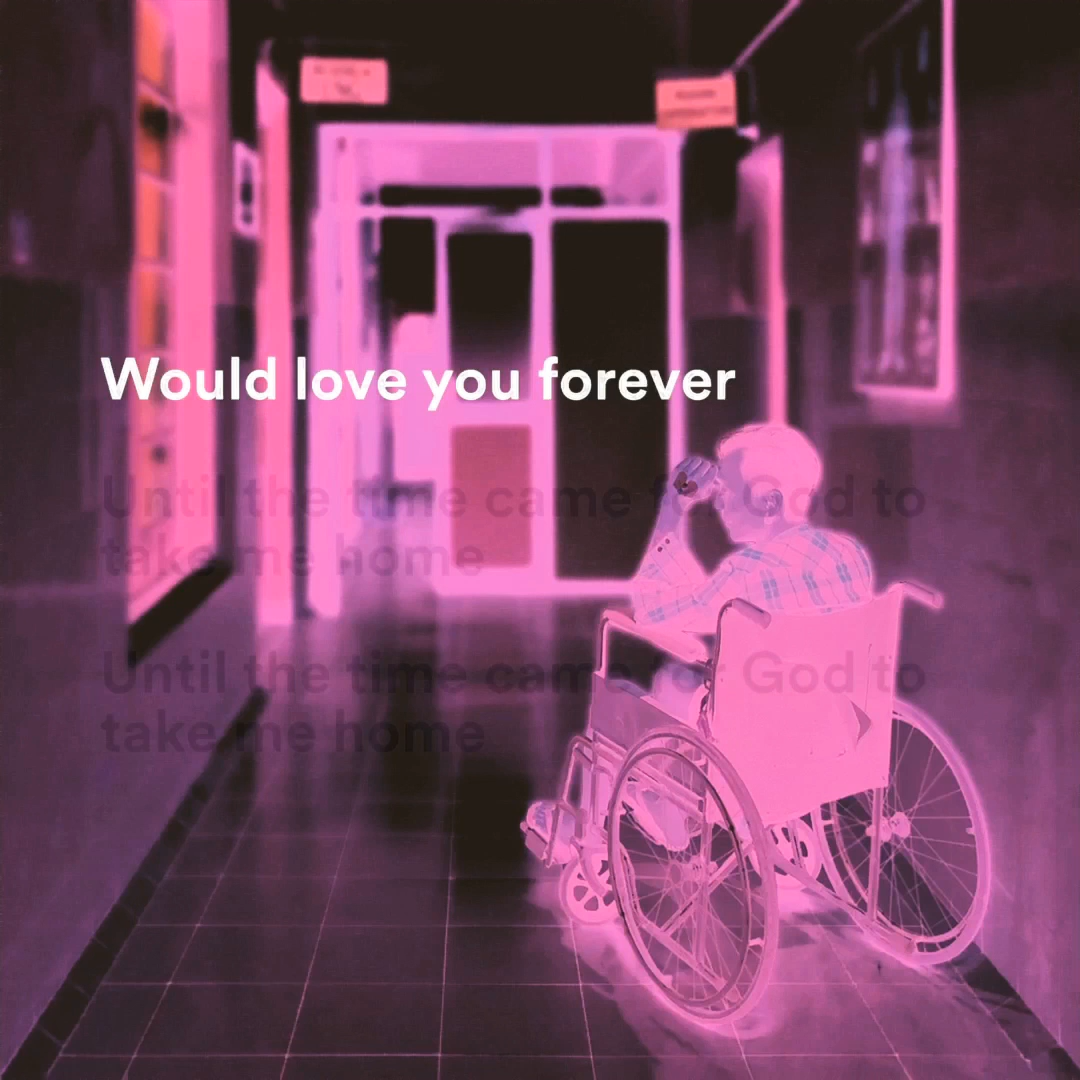 Would love you forever
Until the time came for God to
take me home
Until the time came for God to
take me home